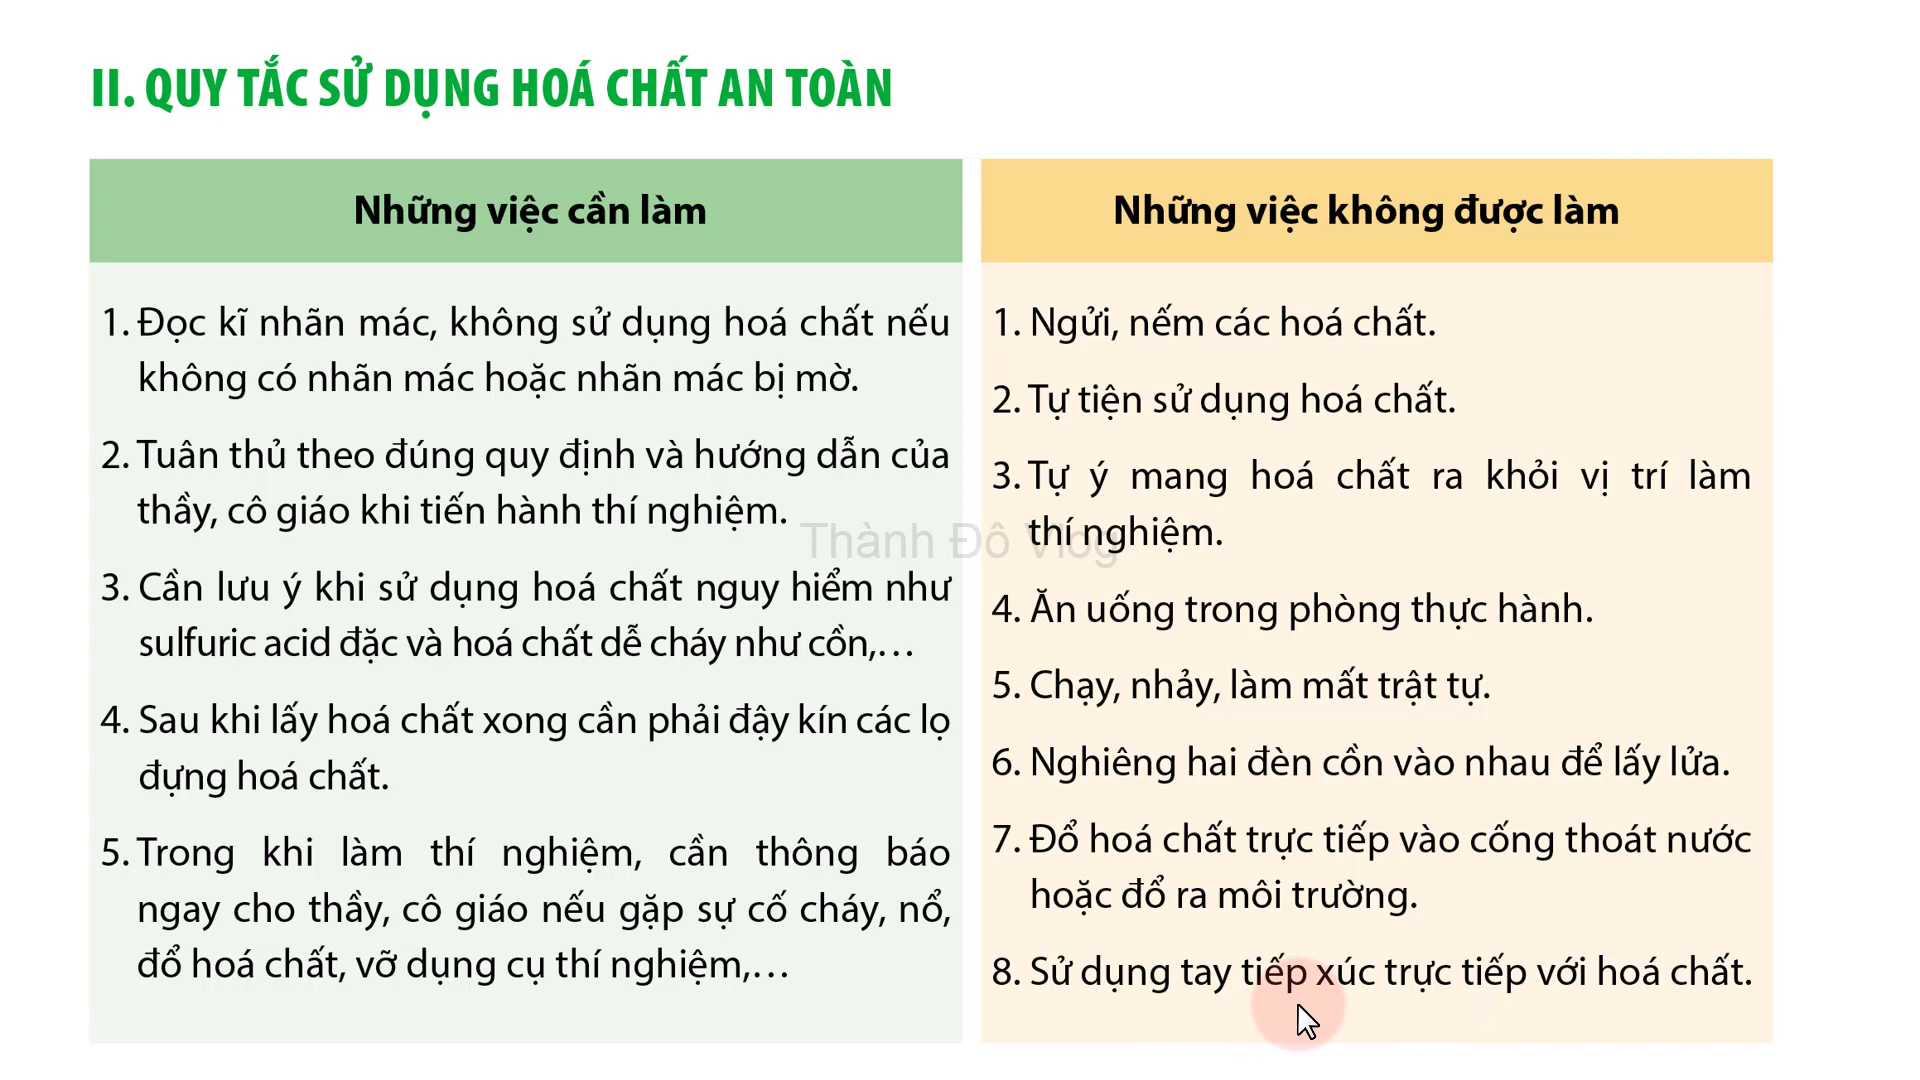 II. QUY TẮC SỬ DỤNG HOÁ CHẤT AN TOÀN
Những việc cần làm
1. Đọc kĩ nhãn mác, không sử dụng hoá chất nếu
không có nhãn mác hoặc nhãn mác bị mờ.
2. Tuân thủ theo đúng quy định và hướng dẫn của
thầy, cô giáo khi tiến hành thí nghiệm.
3. Cần lưu ý khi sử dụng hoá chất nguy hiểm như
sulfuric acid đặc và hoá chất dễ cháy như cồn,…
4. Sau khi lấy hoá chất xong cần phải đậy kín các lọ
đựng hoá chất.
5. Trong khi làm thí nghiệm, cần thông báo
ngay cho thầy, cô giáo nếu gặp sự cố cháy, nổ,
đổ hoá chất, vỡ dụng cụ thí nghiệm,…
Những việc không được làm
1. Ngửi, nếm các hoá chất.
2. Tự tiện sử dụng hoá chất.
3. Tự ý mang hoá chất ra khỏi vị trí làm
thí nghiệm.
4. Ăn uống trong phòng thực hành.
5. Chạy, nhảy, làm mất trật tự.
6. Nghiêng hai đèn cồn vào nhau để lấy lửa.
7. Đổ hoá chất trực tiếp vào cống thoát nước
hoặc đổ ra môi trường.
8. Sử dụng tay tiếp xúc trực tiếp với hoá chất.
Thành Đô Vlog